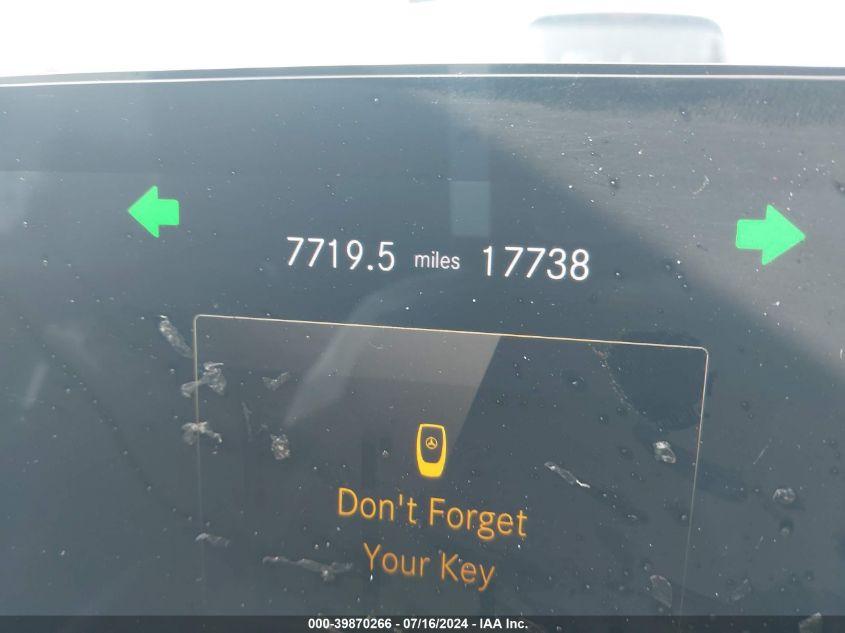 7719.5 miles 17738
Don't Forget
Your Key
000-39870266 - 07/16/2024 - IAA Inc.